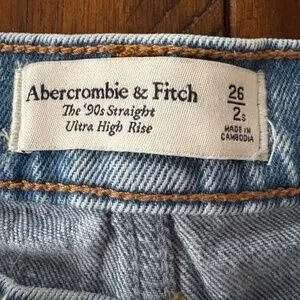 Abercrombie & Fitch
The '90s Straight
Ultra High Rise
26
2s
MADE IN
CAMBODIA